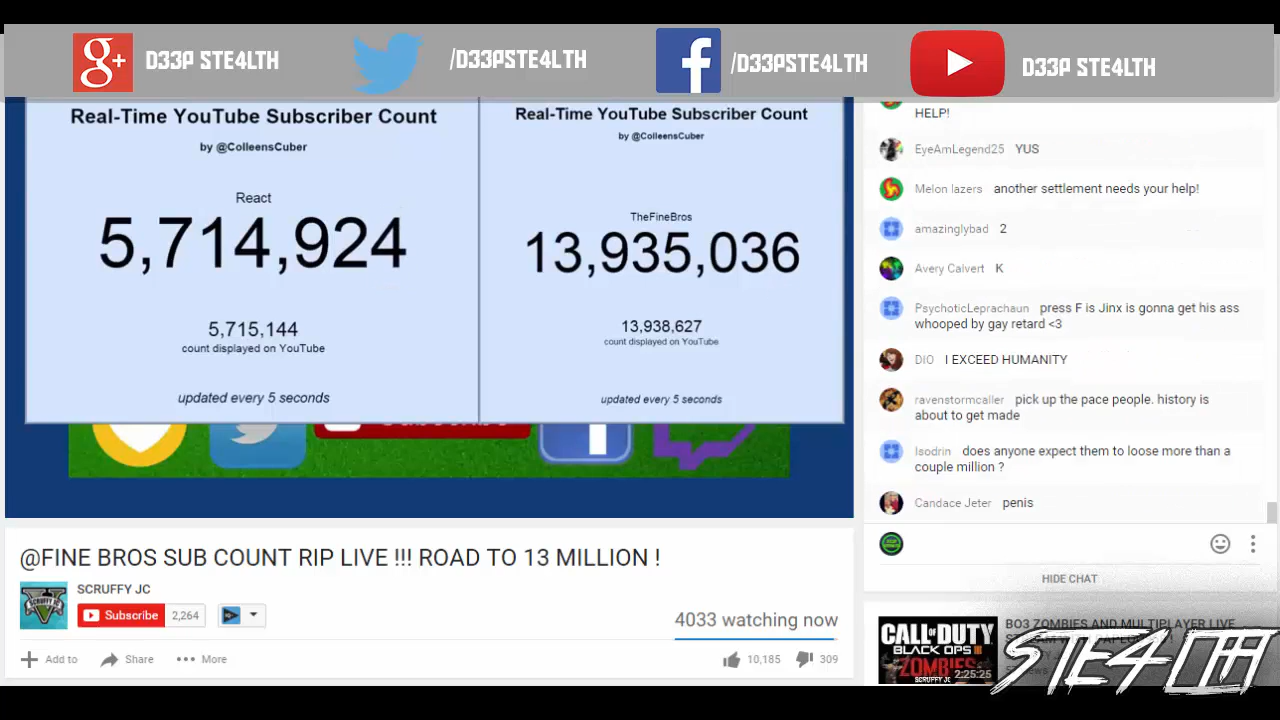 g+ D33P STE4LTH
/D33PSTE4LTH
f /D33PSTE4LTH
D33P STE4LTH
Real-Time YouTube Subscriber Count
by @ColleensCuber
React
5,714,924
5,715,144
count displayed on YouTube
updated every 5 seconds
Real-Time YouTube Subscriber Count
by @ColleensCuber
TheFineBros
13,935,036
13,938,627
count displayed on YouTube
updated every 5 seconds
@FINE BROS SUB COUNT RIP LIVE !!! ROAD TO 13 MILLION !
SCRUFFY JC
Subscribe 2,264
4033 watching now
Add to Share More
10,185 309
HELP!
EyeAmLegend25 YUS
Melon lazers another settlement needs your help!
amazinglybad 2
Avery Calvert K
PsychoticLeprachaun press F is Jinx is gonna get his ass
whooped by gay retard <3
DIO I EXCEED HUMANITY
ravenstormcaller pick up the pace people. history is
about to get made
Isodrin does anyone expect them to loose more than a
couple million ?
Candace Jeter penis
HIDE CHAT
CALL OF DUTY
BLACK OPS III
ZOMBIES
SCRUFFY JC
2:25:25
BO3 ZOMBIES AND MULTIPLAYER LIVE
STE4LTH